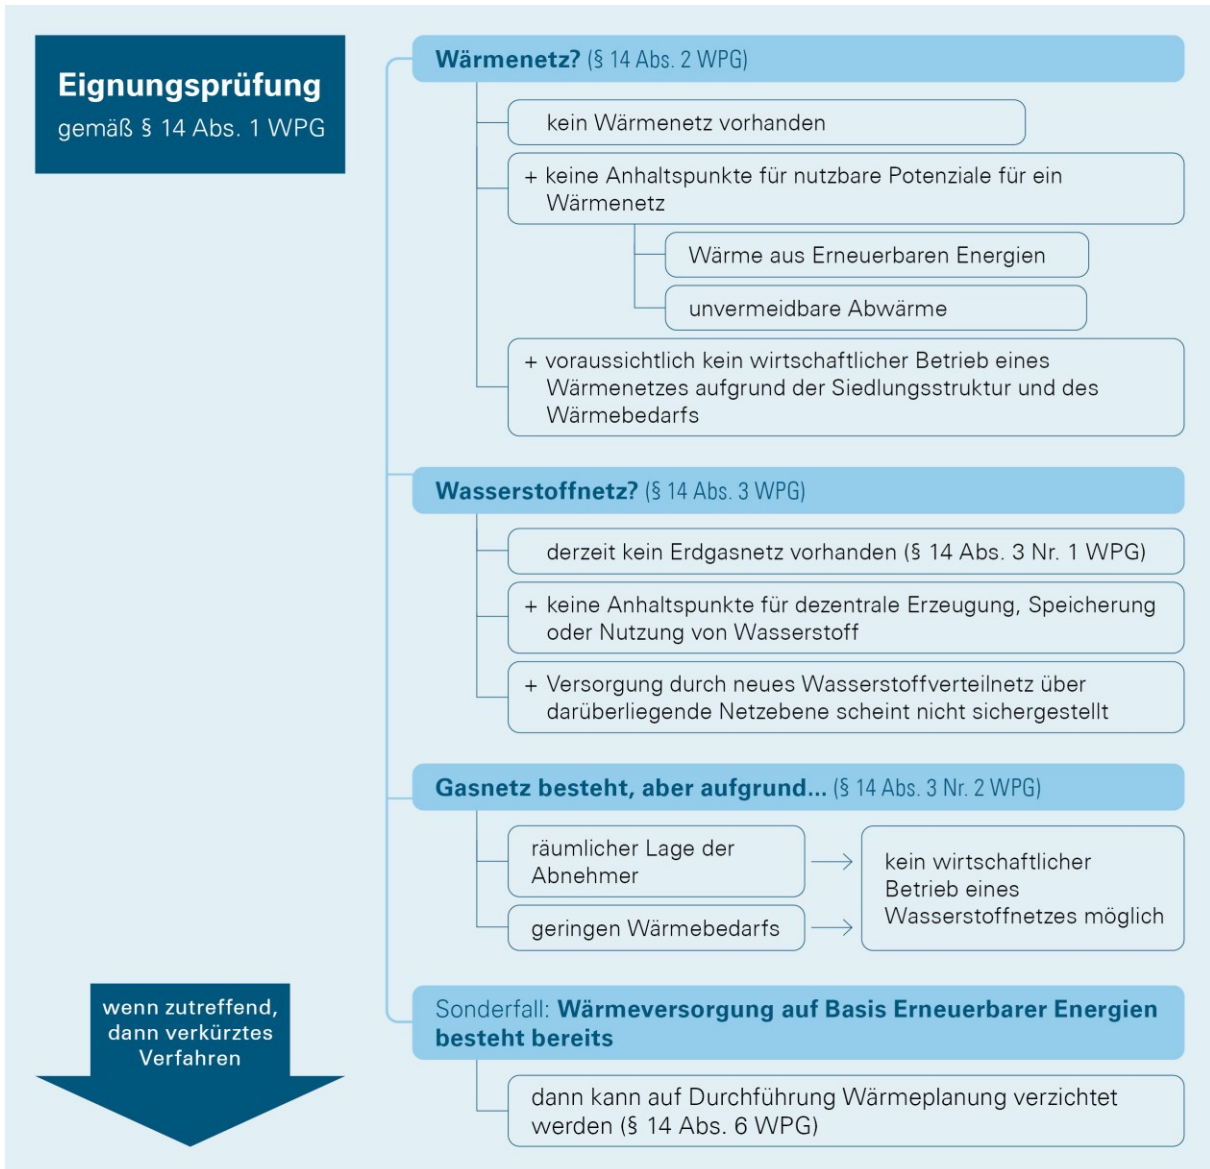 Eignungsprüfung
gemäß § 14 Abs. 1 WPG
Wärmenetz? (§ 14 Abs. 2 WPG)
kein Wärmenetz vorhanden
+ keine Anhaltspunkte für nutzbare Potenziale für ein
Wärmenetz
Wärme aus Erneuerbaren Energien
unvermeidbare Abwärme
+ voraussichtlich kein wirtschaftlicher Betrieb eines
Wärmenetzes aufgrund der Siedlungsstruktur und des
Wärmebedarfs
Wasserstoffnetz? (§ 14 Abs. 3 WPG)
derzeit kein Erdgasnetz vorhanden (§ 14 Abs. 3 Nr. 1 WPG)
+ keine Anhaltspunkte für dezentrale Erzeugung, Speicherung
oder Nutzung von Wasserstoff
+ Versorgung durch neues Wasserstoffverteilnetz über
darüberliegende Netzebene scheint nicht sichergestellt
Gasnetz besteht, aber aufgrund... (§ 14 Abs. 3 Nr. 2 WPG)
räumlicher Lage der
Abnehmer
geringen Wärmebedarfs
kein wirtschaftlicher
Betrieb eines
Wasserstoffnetzes möglich
Sonderfall: Wärmeversorgung auf Basis Erneuerbarer Energien
besteht bereits
dann kann auf Durchführung Wärmeplanung verzichtet
werden (§ 14 Abs. 6 WPG)
wenn zutreffend,
dann verkürztes
Verfahren